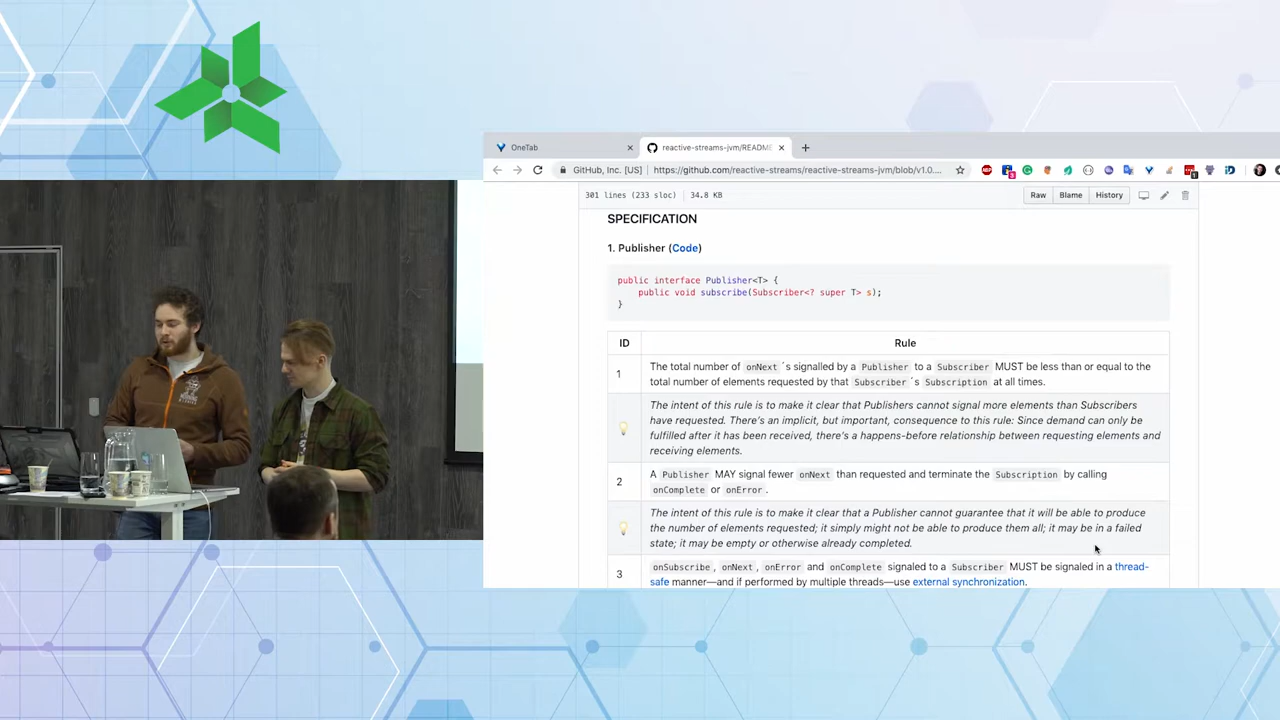 OneTab
reactive-streams-jvm/README
GitHub, Inc. [US] https://github.com/reactive-streams/reactive-streams-jvm/blob/v1.0....
301 lines (233 sloc) 34.8 KB
Raw Blame History
SPECIFICATION
1. Publisher (Code)
public interface Publisher<T> {
public void subscribe(Subscriber<? super T> s);
}
ID Rule
1 The total number of onNext ´s signalled by a Publisher to a Subscriber MUST be less than or equal to the
total number of elements requested by that Subscriber ´s Subscription at all times.
The intent of this rule is to make it clear that Publishers cannot signal more elements than Subscribers
have requested. There's an implicit, but important, consequence to this rule: Since demand can only be
fulfilled after it has been received, there's a happens-before relationship between requesting elements and
receiving elements.
2 A Publisher MAY signal fewer onNext than requested and terminate the Subscription by calling
onComplete or onError .
The intent of this rule is to make it clear that a Publisher cannot guarantee that it will be able to produce
the number of elements requested; it simply might not be able to produce them all; it may be in a failed
state; it may be empty or otherwise already completed.
3 onSubscribe , onNext , onError and onComplete signaled to a Subscriber MUST be signaled in a thread-
safe manner—and if performed by multiple threads—use external synchronization.